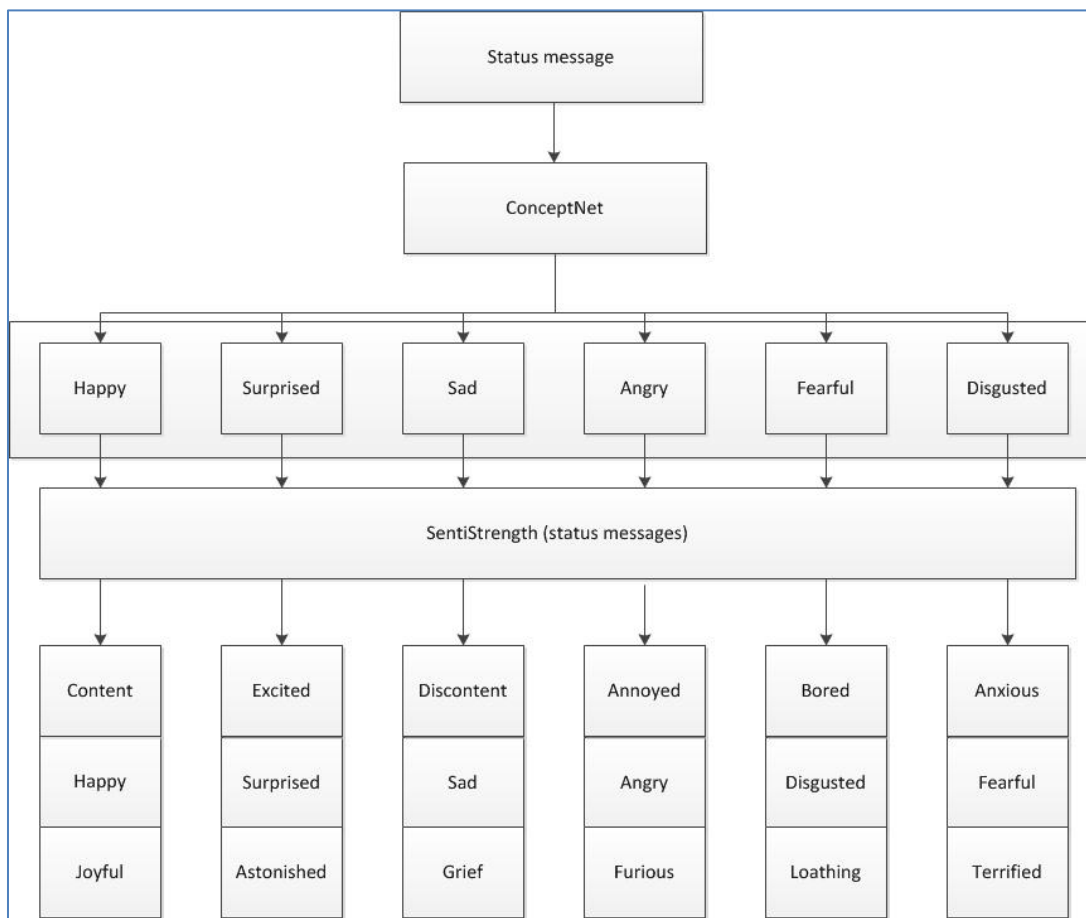 Status message
ConceptNet
Happy
Surprised
Sad
Angry
Fearful
Disgusted
SentiStrength (status messages)
Content
Excited
Discontent
Annoyed
Bored
Anxious
Happy
Surprised
Sad
Angry
Disgusted
Fearful
Joyful
Astonished
Grief
Furious
Loathing
Terrified